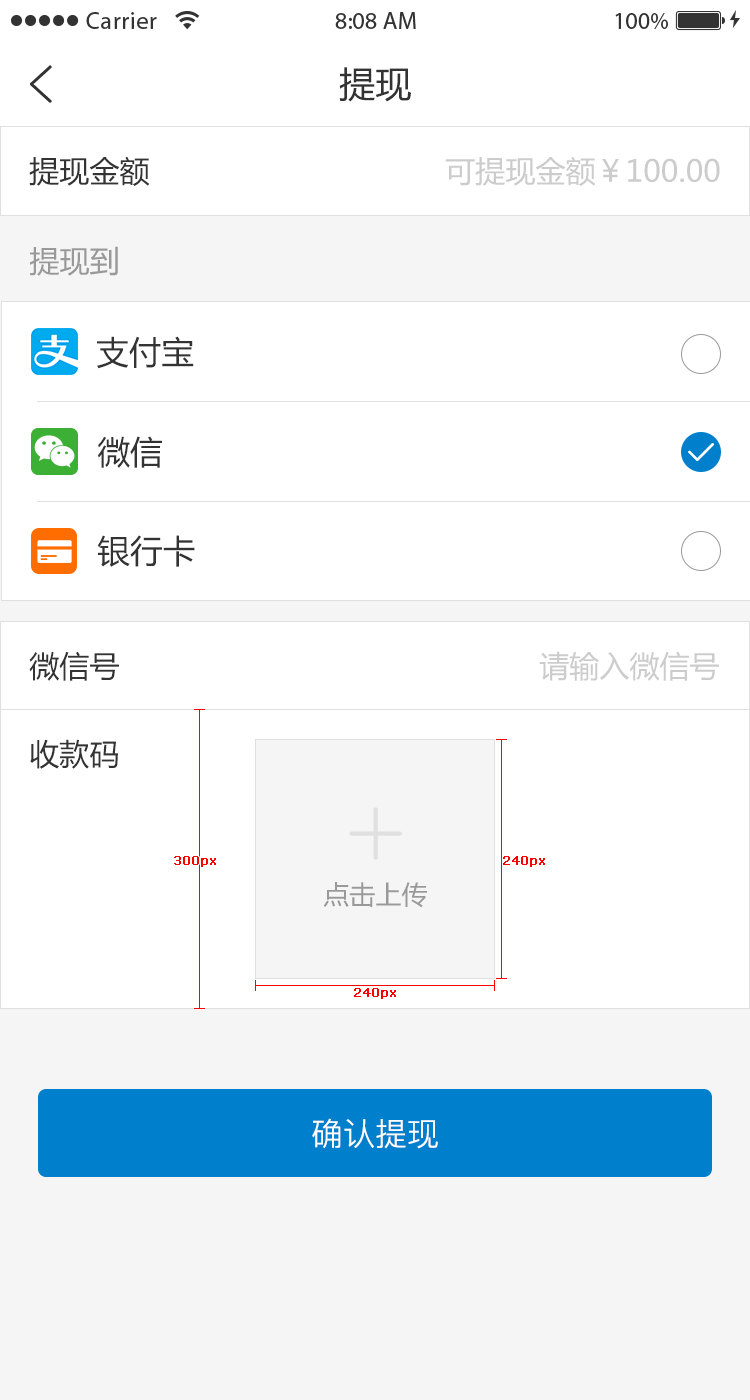 Carrier 8:08 AM 100%
提现
提现金额 可提现金额￥100.00
提现到
支 支付宝
微信
银行卡
微信号 请输入微信号
收款码
300px 240px
点击上传
240px
确认提现